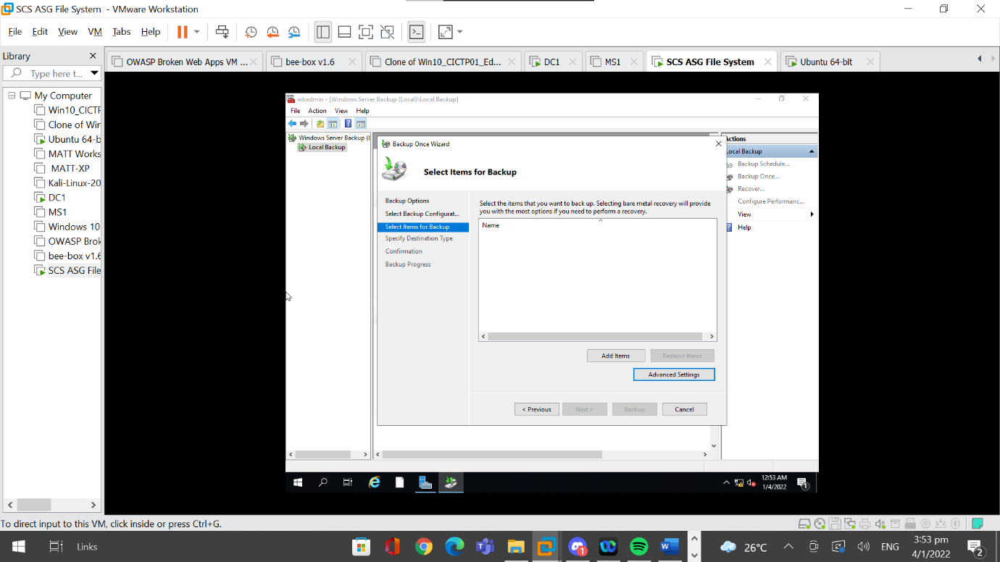 SCS ASG File System - VMware Workstation
File Edit View VM Tabs Help
Library
Type here t...
OWASP Broken Web Apps VM ...
bee-box v1.6
Clone of Win10_CICTP01_Ed...
DC1
MS1
SCS ASG File System
Ubuntu 64-bit
My Computer
Win10_CICTF
Clone of Wir
Ubuntu 64-b
MATT Works
MATT-XP
Kali-Linux-20
DC1
MS1
Windows 10
OWASP Brok
bee-box v1.6
SCS ASG File
wbadmin - [Windows Server Backup (Local)\Local Backup]
File Action View Help
Windows Server Backup (L
Local Backup
Backup Once Wizard
Select Items for Backup
Backup Options
Select Backup Configurat...
Select Items for Backup
Specify Destination Type
Confirmation
Backup Progress
Select the items that you want to back up. Selecting bare metal recovery will provide
you with the most options if you need to perform a recovery.
Name
Add Items
Remove Items
Advanced Settings
< Previous
Next >
Backup
Cancel
ctions
ocal Backup
Backup Schedule...
Backup Once...
Recover...
Configure Performanc...
View
Help
12:53 AM
1/4/2022
1
To direct input to this VM, click inside or press Ctrl+G.
Links
1
26°C
ENG
3:53 pm
4/1/2022
2